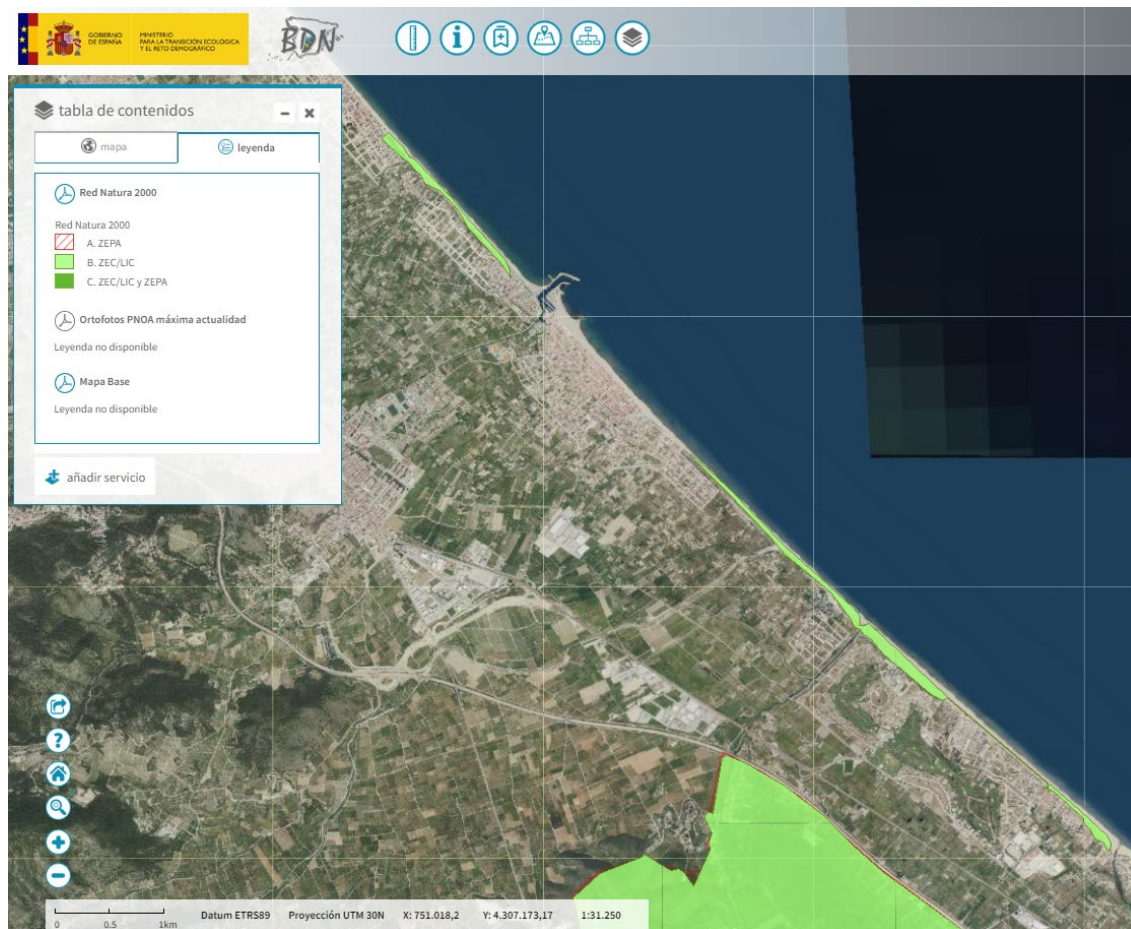 GOBIERNO
DE ESPAÑA
MINISTERIO
PARA LA TRANSICIÓN ECOLÓGICA
Y EL RETO DEMOGRÁFICO
BDN
tabla de contenidos
mapa
leyenda
Red Natura 2000
Red Natura 2000
A. ZEPA
B. ZEC/LIC
C. ZEC/LIC y ZEPA
Ortofotos PNOA máxima actualidad
Leyenda no disponible
Mapa Base
Leyenda no disponible
añadir servicio
0 0.5 1km
Datum ETRS89 Proyección UTM 30N X: 751.018,2 Y: 4.307.173,17 1:31.250